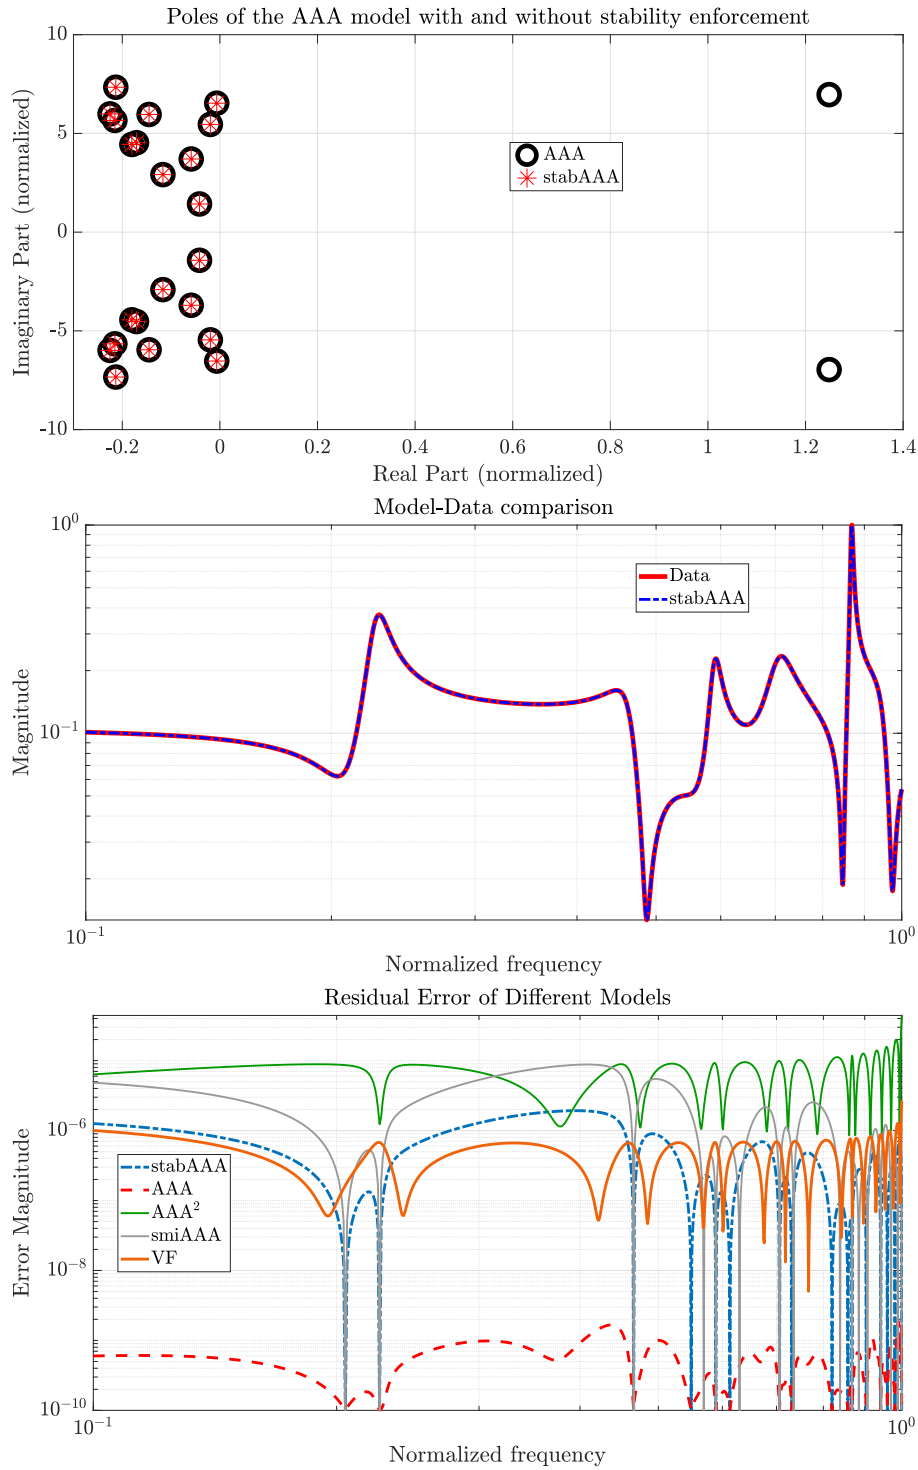 Poles of the AAA model with and without stability enforcement
10
5
0
-5
-10
Imaginary Part (normalized)
AAA
stabAAA
-0.2 0 0.2 0.4 0.6 0.8 1 1.2 1.4
Real Part (normalized)
Model-Data comparison
10^0
10^-1
Magnitude
Data
stabAAA
10^-1 10^0
Normalized frequency
Residual Error of Different Models
10^-6
10^-8
10^-10
Error Magnitude
stabAAA
AAA
AAA²
smiAAA
VF
10^-1 10^0
Normalized frequency